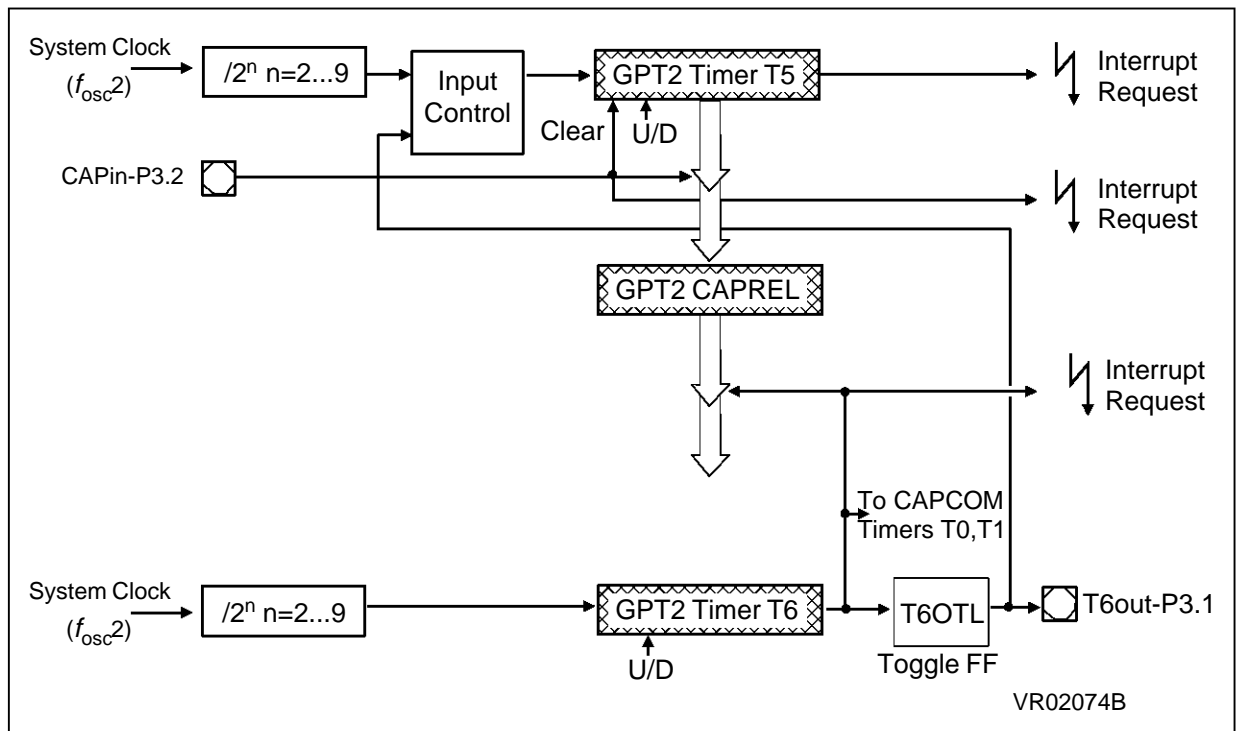 System Clock
(fosc2)
/2ⁿ n=2...9
Input
Control
GPT2 Timer T5
Interrupt
Request
Clear
U/D
CAPin-P3.2
Interrupt
Request
GPT2 CAPREL
Interrupt
Request
To CAPCOM
Timers T0,T1
System Clock
(fosc2)
/2ⁿ n=2...9
GPT2 Timer T6
T6OTL
T6out-P3.1
U/D
Toggle FF
VR02074B